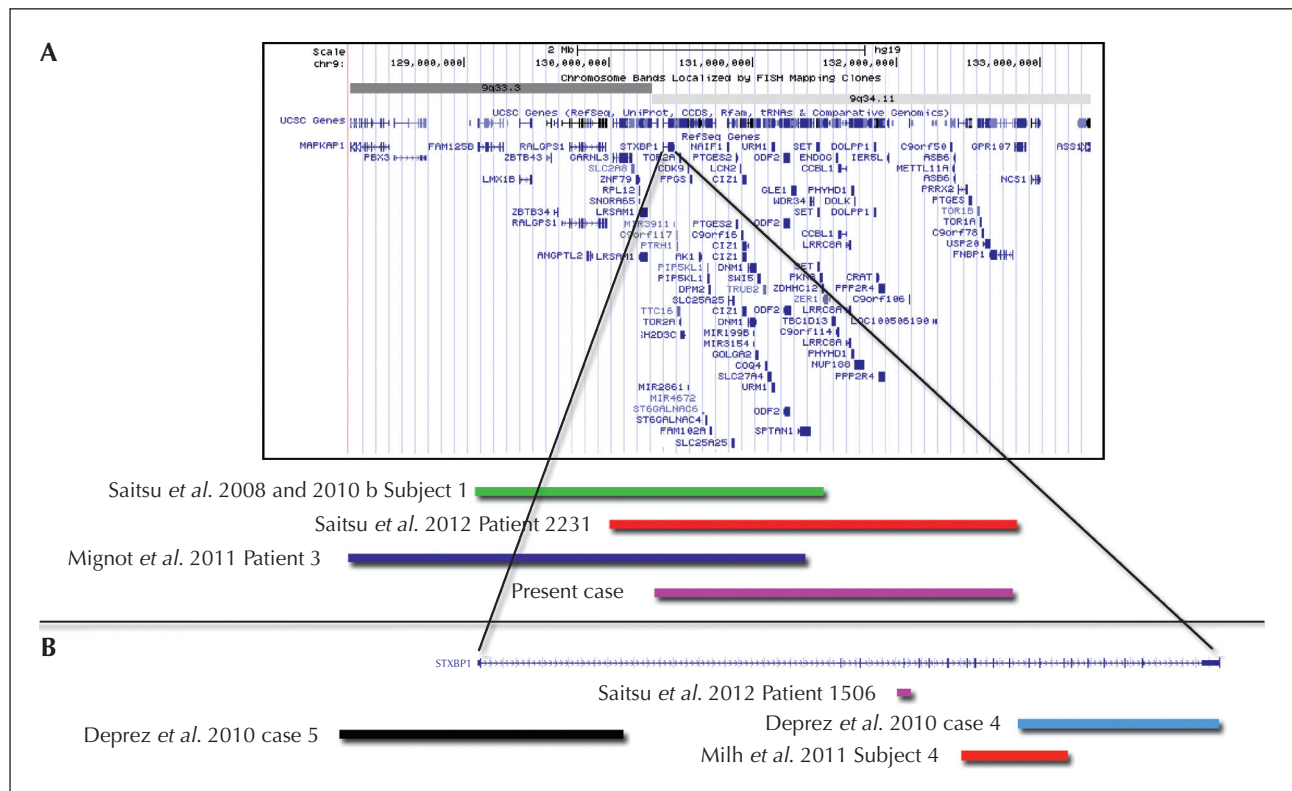 A
Scale 2 Mb hg19
chr9: 129,000,000 130,000,000 131,000,000 132,000,000 133,000,000
Chromosome Bands Localized by FISH Mapping Clones
9q33.3 9q34.11
UCSC Genes (RefSeq, UniProt, CCDS, Rfam, tRNAs & Comparative Genomics)
UCSC Genes
RefSeq Genes
MAPKAP1 FAM125B RALGPS1 STXBP1 NAIF1 URM1 SET DOLPP1 C9orf50 GPR107 ASS1
PBX3 ZBTB43 GARNL3 TOR2A PTGES2 ODF2 ENDOG IER5L ASB6
SLC2A8 CDK9 LCN2 CCBL1 METTL11A
LMX1B ZNF79 FPGS CIZ1 ASB6 NCS1
RPL12 GLE1 PHYHD1 PRRX2
SNORA65 WDR34 DOLK PTGES
ZBTB34 LRSAM1 SET DOLPP1 TOR1B
RALGPS1 MIR3911 PTGES2 ODF2 TOR1A
C9orf117 C9orf16 CCBL1 C9orf78
PTRH1 CIZ1 LRRC8A USP20
ANGPTL2 LRSAM1 AK1 CIZ1 FNBP1
PIP5KL1 DNM1 SET
PIP5KL1 SWI5 PKN3 CRAT
DPM2 TRUB2 ZDHHC12 PPP2R4
SLC25A25 ZER1 C9orf106
TTC16 CIZ1 ODF2 LRRC8A
TOR2A DNM1 TBC1D13 LOC100506190
SH2D3C MIR199B C9orf114
MIR3154 LRRC8A
GOLGA2 PHYHD1
COQ4 NUP188
SLC27A4 PPP2R4
MIR2861 URM1
MIR4672
ST6GALNAC6 ODF2
ST6GALNAC4
FAM102A SPTAN1
SLC25A25
Saitsu et al. 2008 and 2010 b Subject 1
Saitsu et al. 2012 Patient 2231
Mignot et al. 2011 Patient 3
Present case
B
STXBP1
Saitsu et al. 2012 Patient 1506
Deprez et al. 2010 case 4
Deprez et al. 2010 case 5
Milh et al. 2011 Subject 4